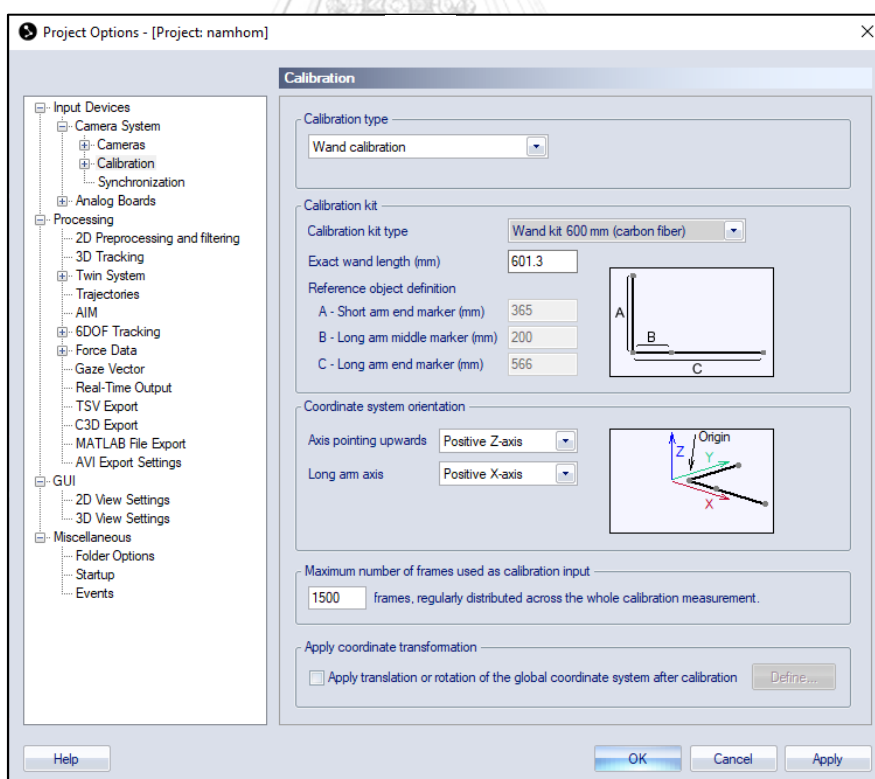 Project Options - [Project: namhom]
Calibration
Input Devices
Camera System
Cameras
Calibration
Synchronization
Analog Boards
Processing
2D Preprocessing and filtering
3D Tracking
Twin System
Trajectories
AIM
6DOF Tracking
Force Data
Gaze Vector
Real-Time Output
TSV Export
C3D Export
MATLAB File Export
AVI Export Settings
GUI
2D View Settings
3D View Settings
Miscellaneous
Folder Options
Startup
Events
Calibration type
Wand calibration
Calibration kit
Calibration kit type Wand kit 600 mm (carbon fiber)
Exact wand length (mm) 601.3
Reference object definition
A - Short arm end marker (mm) 365
B - Long arm middle marker (mm) 200
C - Long arm end marker (mm) 566
A
B
C
Coordinate system orientation
Axis pointing upwards Positive Z-axis
Long arm axis Positive X-axis
Origin
Z
Y
X
Maximum number of frames used as calibration input
1500 frames, regularly distributed across the whole calibration measurement.
Apply coordinate transformation
Apply translation or rotation of the global coordinate system after calibration Define...
Help OK Cancel Apply